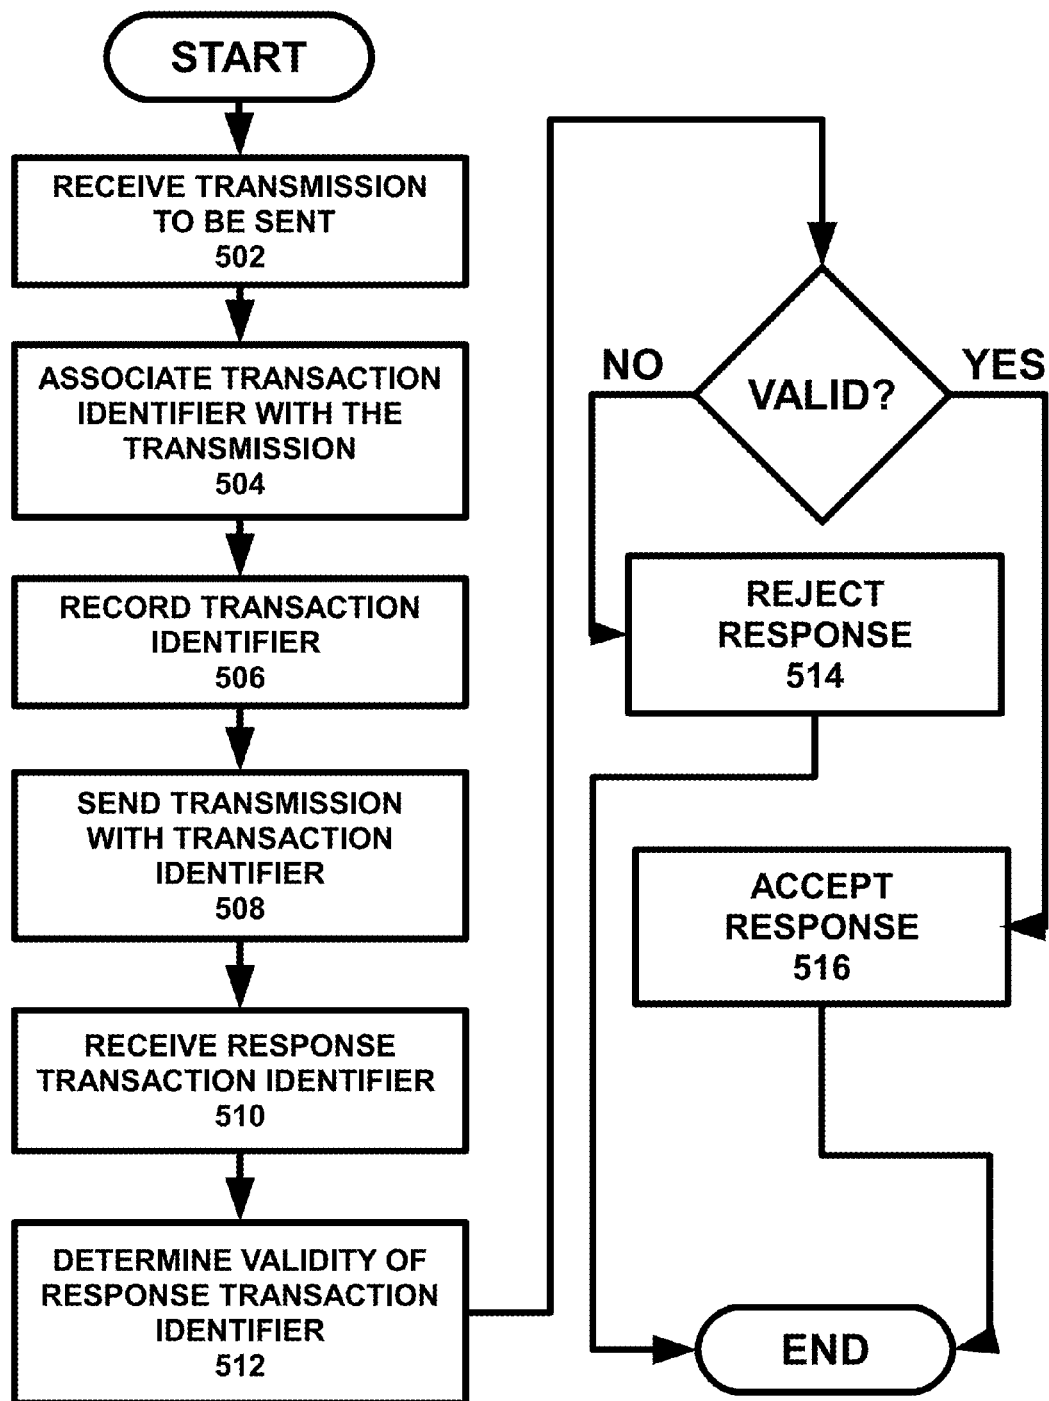 START
RECEIVE TRANSMISSION
TO BE SENT
502
ASSOCIATE TRANSACTION
IDENTIFIER WITH THE
TRANSMISSION
504
RECORD TRANSACTION
IDENTIFIER
506
SEND TRANSMISSION
WITH TRANSACTION
IDENTIFIER
508
RECEIVE RESPONSE
TRANSACTION IDENTIFIER
510
DETERMINE VALIDITY OF
RESPONSE TRANSACTION
IDENTIFIER
512
VALID?
NO
YES
REJECT
RESPONSE
514
ACCEPT
RESPONSE
516
END